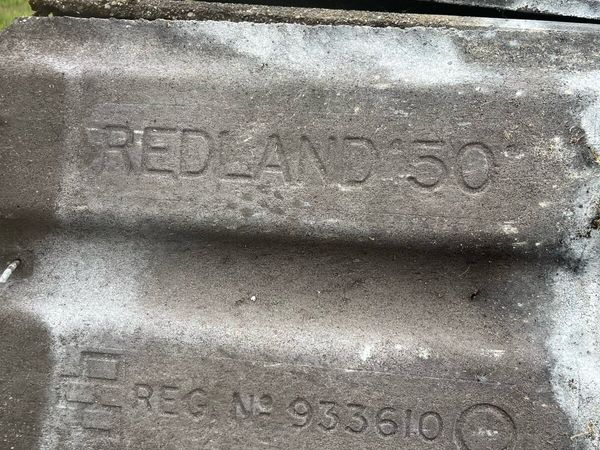 REDLAND '50'
REG. Nº 933610